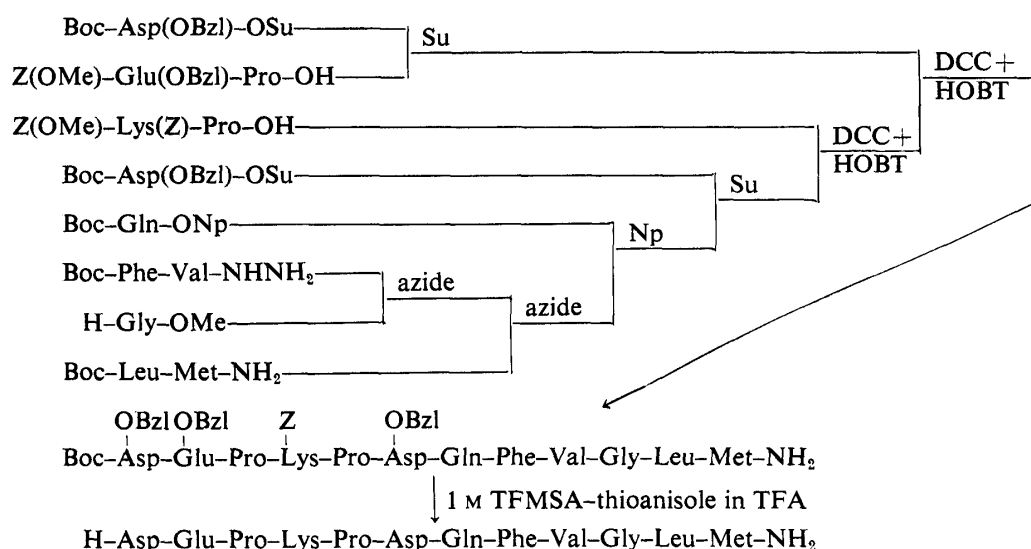 Boc–Asp(OBzl)–OSu
Su
Z(OMe)–Glu(OBzl)–Pro–OH
DCC+
HOBT
Z(OMe)–Lys(Z)–Pro–OH
DCC+
HOBT
Boc–Asp(OBzl)–OSu
Su
Boc–Gln–ONp
Np
Boc–Phe–Val–NHNH₂
azide
H–Gly–OMe
azide
Boc–Leu–Met–NH₂
OBzl OBzl Z OBzl
Boc–Asp–Glu–Pro–Lys–Pro–Asp–Gln–Phe–Val–Gly–Leu–Met–NH₂
1 M TFMSA–thioanisole in TFA
H–Asp–Glu–Pro–Lys–Pro–Asp–Gln–Phe–Val–Gly–Leu–Met–NH₂